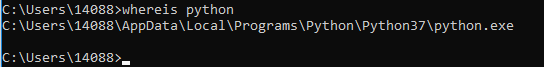 C:\Users\14088>whereis python
C:\Users\14088\AppData\Local\Programs\Python\Python37\python.exe
C:\Users\14088>